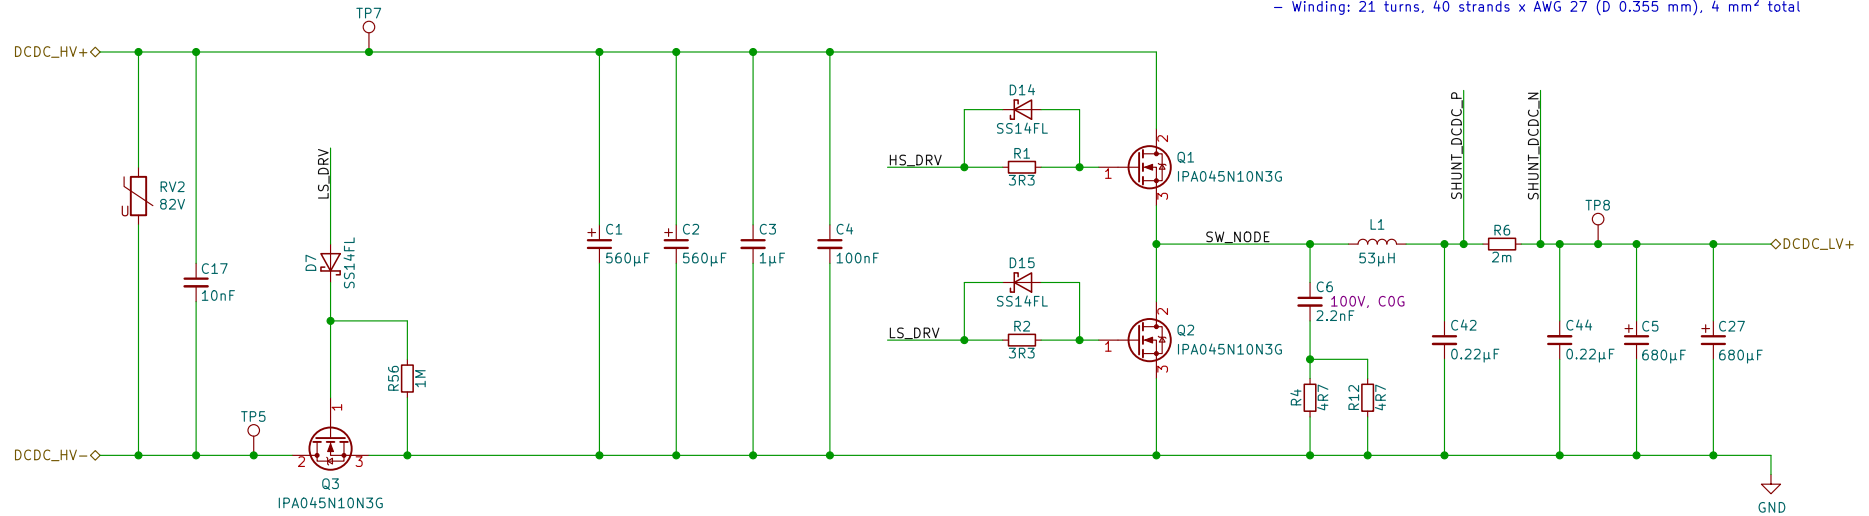 – Winding: 21 turns, 40 strands x AWG 27 (D 0.355 mm), 4 mm² total
TP7
DCDC_HV+
D14
SS14FL
HS_DRV
R1
3R3
1
2
3
Q1
IPA045N10N3G
SHUNT_DCDC_P
SHUNT_DCDC_N
LS_DRV
RV2
82V
U
C17
10nF
D7
SS14FL
C1
560µF
C2
560µF
C3
1µF
C4
100nF
SW_NODE
L1
53µH
R6
2m
TP8
DCDC_LV+
D15
SS14FL
LS_DRV
R2
3R3
1
2
3
Q2
IPA045N10N3G
C6
100V, C0G
2.2nF
C42
0.22µF
C44
0.22µF
C5
680µF
C27
680µF
R56
1M
R4
4R7
R12
4R7
TP5
DCDC_HV-
1
2
3
Q3
IPA045N10N3G
GND